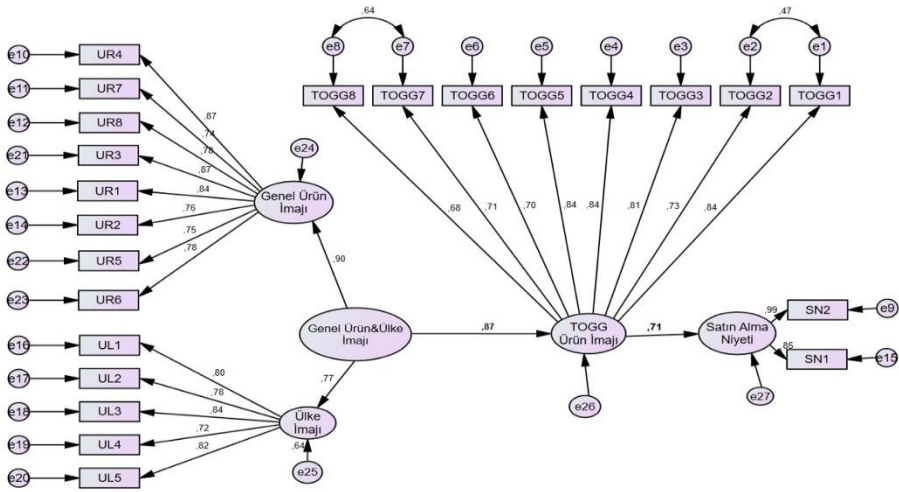 ,64
,47
e8
e7
e6
e5
e4
e3
e2
e1
TOGG8
TOGG7
TOGG6
TOGG5
TOGG4
TOGG3
TOGG2
TOGG1
e10
UR4
e11
UR7
e12
UR8
e21
UR3
e13
UR1
e14
UR2
e22
UR5
e23
UR6
,87
,74
,78
,87
,84
,76
,75
,78
e24
Genel Ürün
İmajı
,68
,71
,70
,84
,84
,81
,73
,84
,90
Genel Ürün&Ülke
İmajı
,87
TOGG
Ürün İmajı
,71
Satın Alma
Niyeti
,99
SN2
e9
,85
SN1
e15
e26
e27
,77
e16
UL1
e17
UL2
e18
UL3
e19
UL4
e20
UL5
,80
,78
,84
,72
,82
Ülke
İmajı
,64
e25